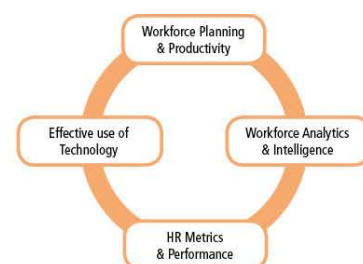 Workforce Planning
& Productivity
Effective use of
Technology
Workforce Analytics
& Intelligence
HR Metrics
& Performance